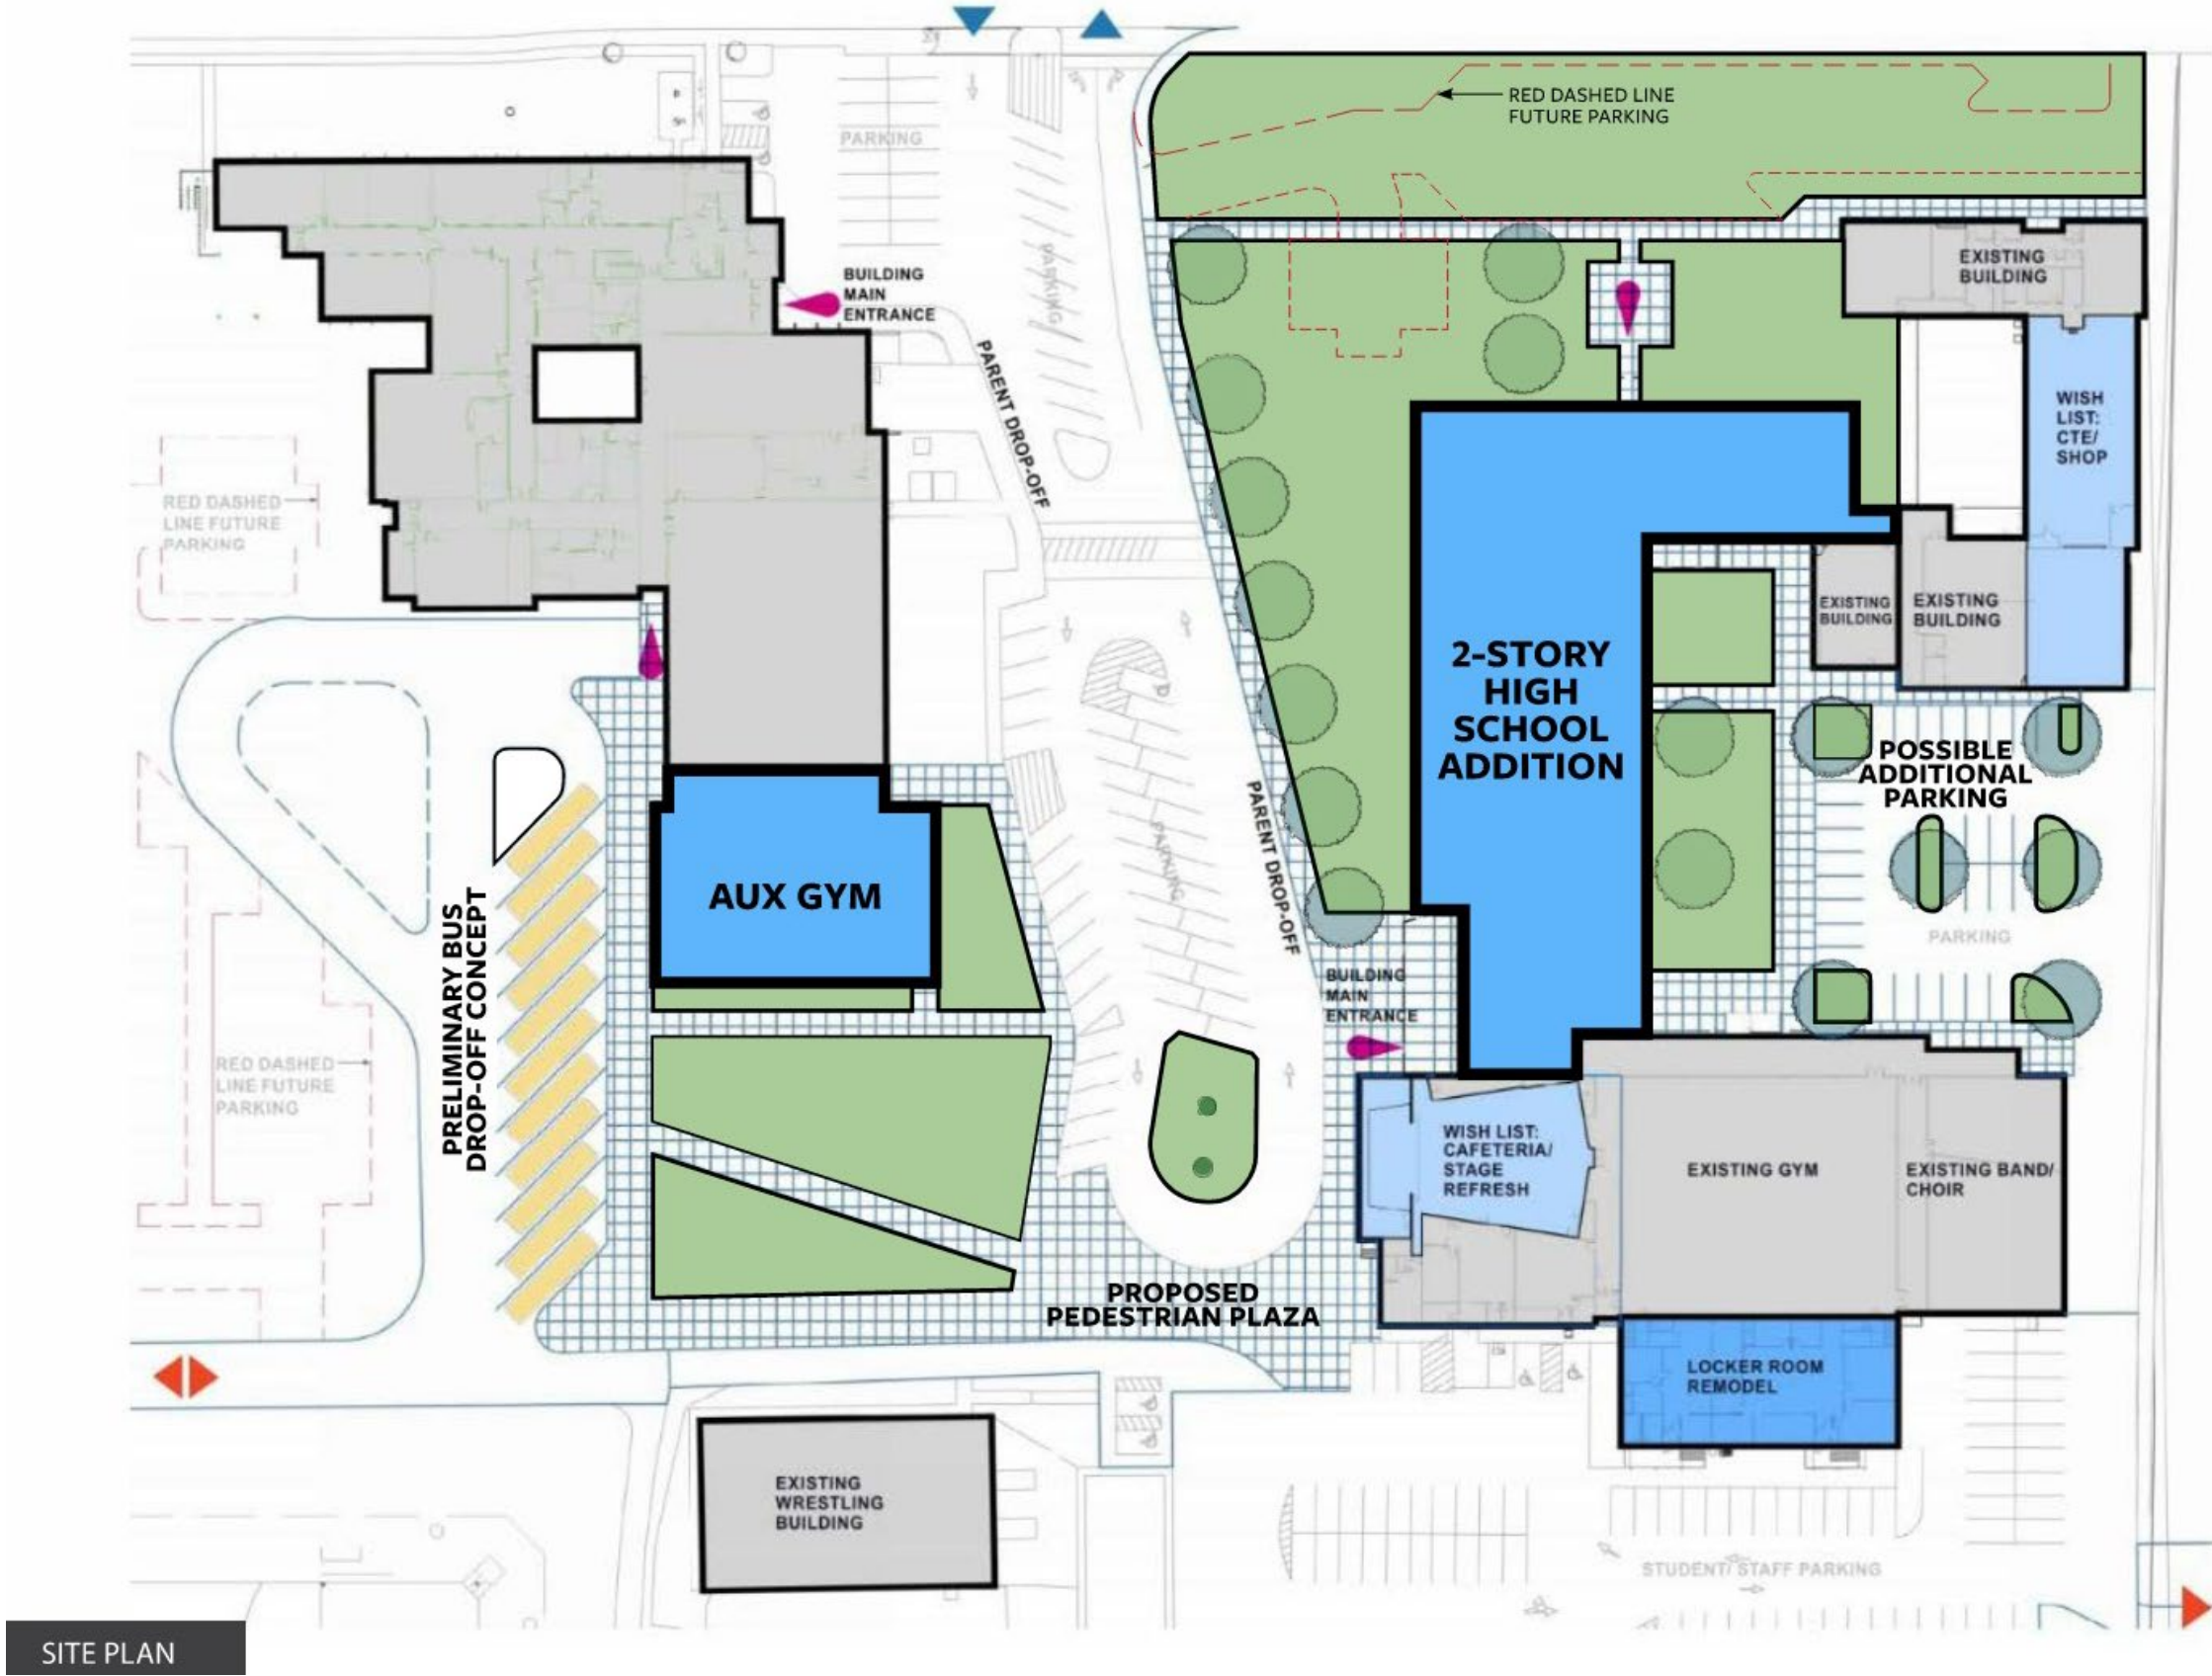 RED DASHED LINE
FUTURE PARKING
PARKING
PARKING
BUILDING
MAIN
ENTRANCE
EXISTING
BUILDING
PARENT DROP-OFF
WISH
LIST:
CTE/
SHOP
RED DASHED
LINE FUTURE
PARKING
EXISTING
BUILDING
EXISTING
BUILDING
2-STORY
HIGH
SCHOOL
ADDITION
POSSIBLE
ADDITIONAL
PARKING
PARKING
AUX GYM
PRELIMINARY BUS
DROP-OFF CONCEPT
PARKING
PARENT DROP-OFF
BUILDING
MAIN
ENTRANCE
RED DASHED
LINE FUTURE
PARKING
WISH LIST:
CAFETERIA/
STAGE
REFRESH
EXISTING GYM
EXISTING BAND/
CHOIR
PROPOSED
PEDESTRIAN PLAZA
LOCKER ROOM
REMODEL
EXISTING
WRESTLING
BUILDING
STUDENT/ STAFF PARKING
SITE PLAN